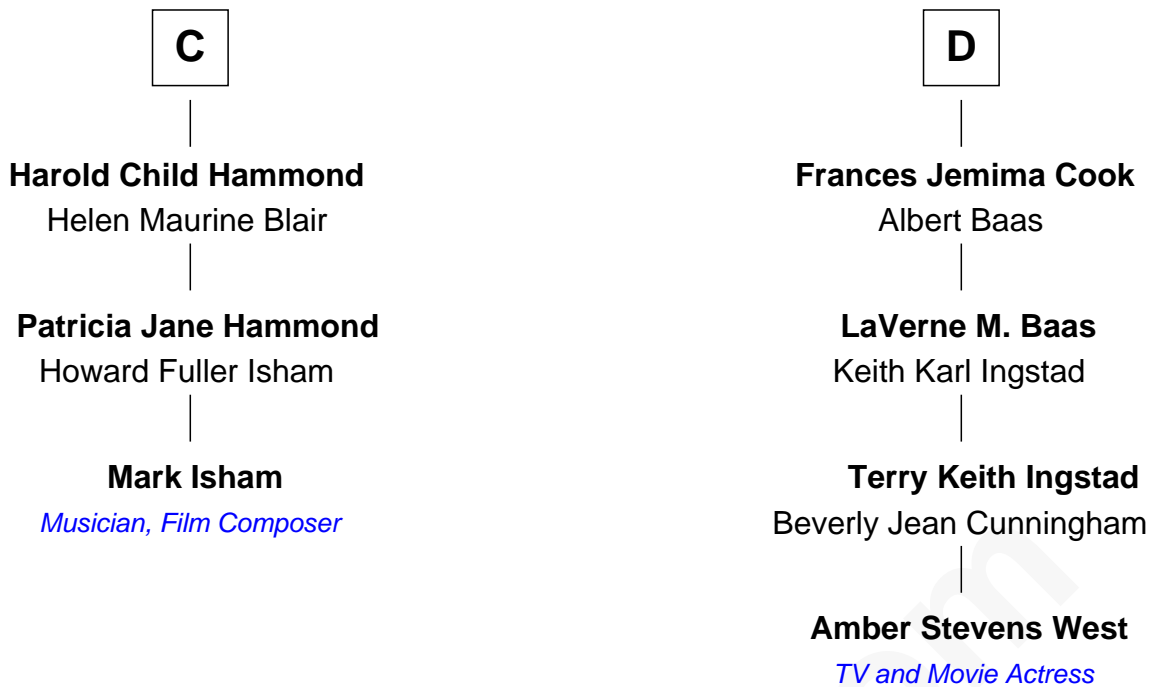 C
Harold Child Hammond
Helen Maurine Blair
Patricia Jane Hammond
Howard Fuller Isham
Mark Isham
Musician, Film Composer
D
Frances Jemima Cook
Albert Baas
LaVerne M. Baas
Keith Karl Ingstad
Terry Keith Ingstad
Beverly Jean Cunningham
Amber Stevens West
TV and Movie Actress